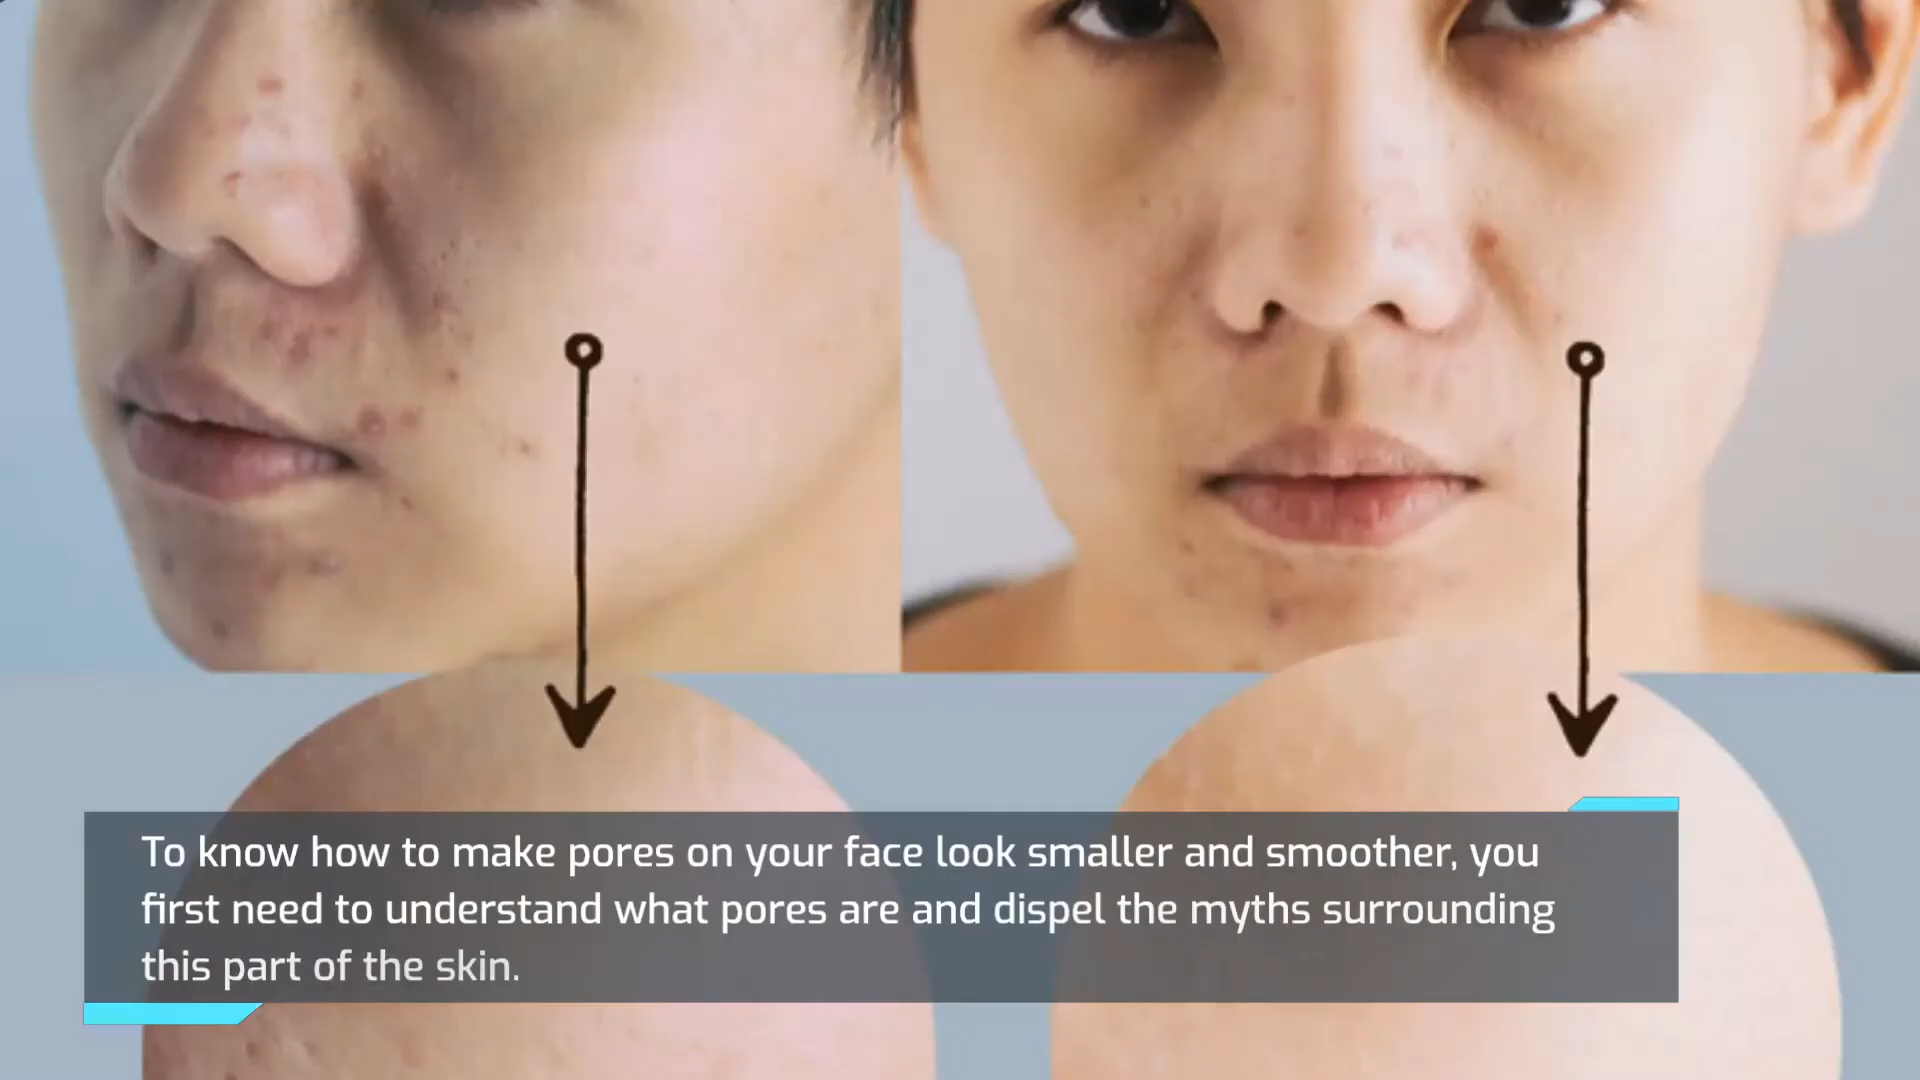 To know how to make pores on your face look smaller and smoother, you
first need to understand what pores are and dispel the myths surrounding
this part of the skin.